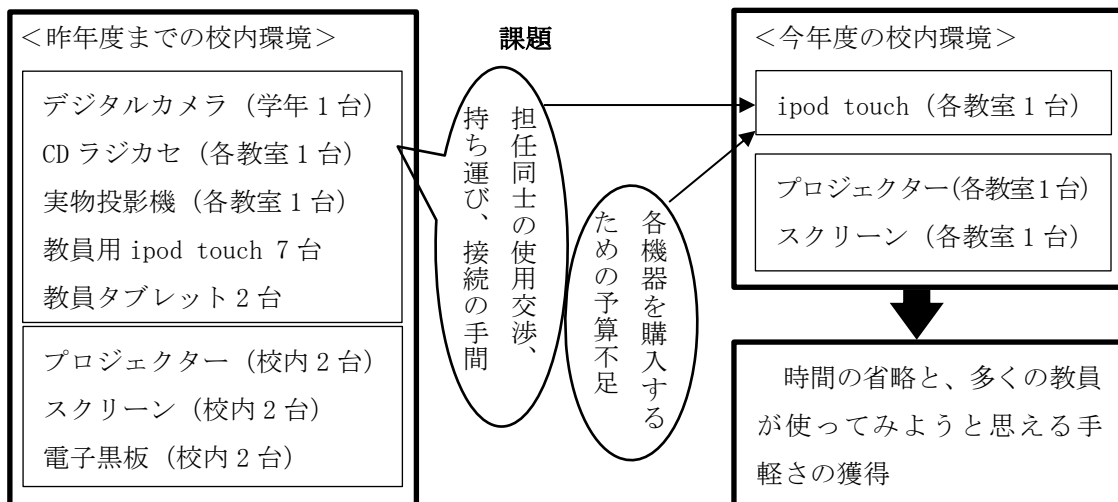 ＜昨年度までの校内環境＞
デジタルカメラ（学年１台）
CDラジカセ（各教室１台）
実物投影機（各教室１台）
教員用 ipod touch ７台
教員タブレット２台
プロジェクター（校内２台）
スクリーン（校内２台）
電子黒板（校内２台）
課題
担任同士の使用交渉、
持ち運び、接続の手間
各機器を購入する
ための予算不足
＜今年度の校内環境＞
ipod touch（各教室１台）
プロジェクター(各教室１台）
スクリーン（各教室１台）
時間の省略と、多くの教員
が使ってみようと思える手
軽さの獲得